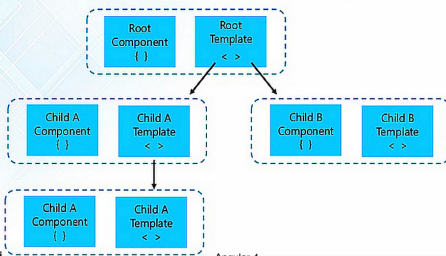 Root
Component
{ }
Root
Template
< >
Child A
Component
{ }
Child A
Template
< >
Child B
Component
{ }
Child B
Template
< >
Child A
Component
{ }
Child A
Template
< >